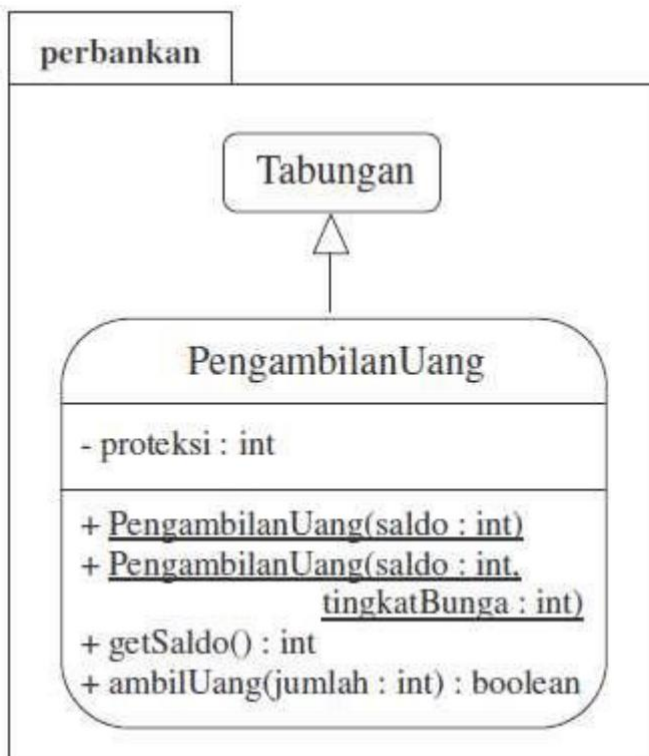 perbankan
Tabungan
PengambilanUang
- proteksi : int
+ PengambilanUang(saldo : int)
+ PengambilanUang(saldo : int,
tingkatBunga : int)
+ getSaldo() : int
+ ambilUang(jumlah : int) : boolean